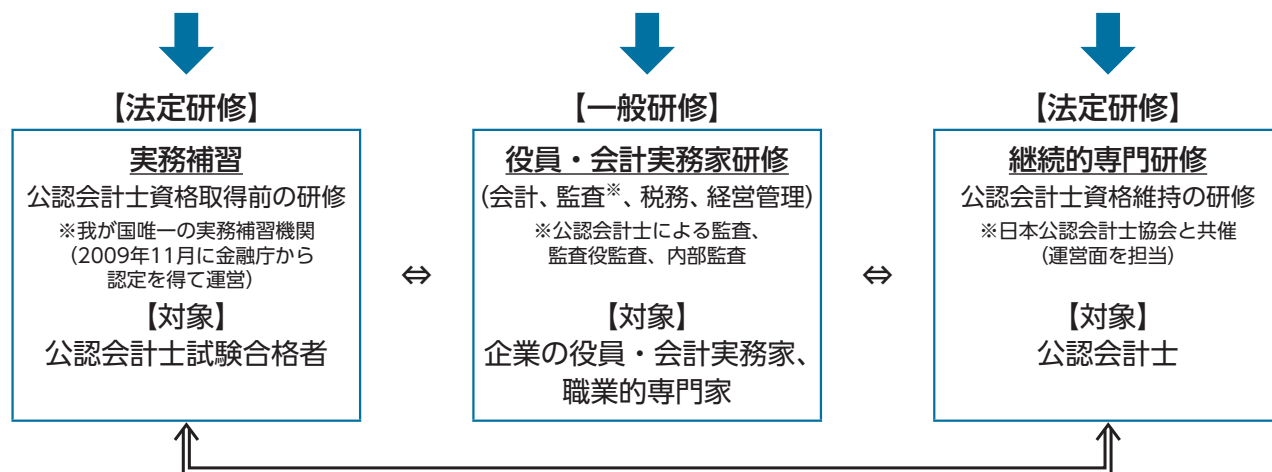 【法定研修】
実務補習
公認会計士資格取得前の研修
※我が国唯一の実務補習機関
(2009年11月に金融庁から
認定を得て運営)
【対象】
公認会計士試験合格者
⇔
【一般研修】
役員・会計実務家研修
(会計、監査※、税務、経営管理)
※公認会計士による監査、
監査役監査、内部監査
【対象】
企業の役員・会計実務家、
職業的専門家
⇔
【法定研修】
継続的専門研修
公認会計士資格維持の研修
※日本公認会計士協会と共催
(運営面を担当)
【対象】
公認会計士